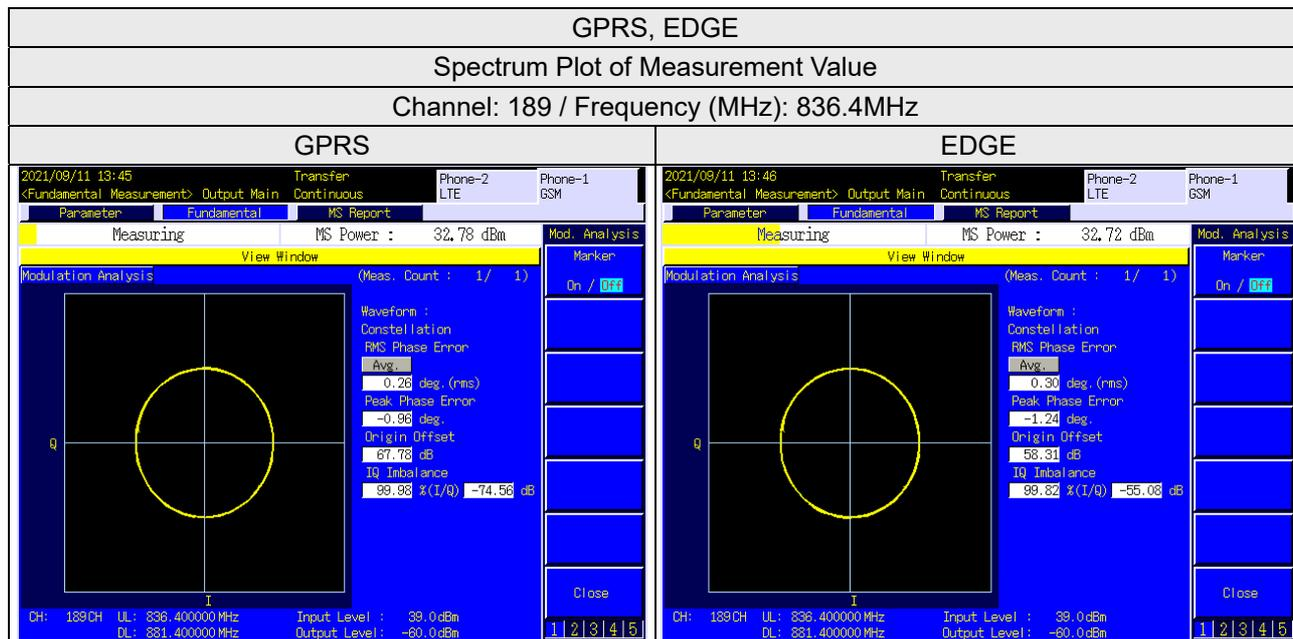 GPRS, EDGE
Spectrum Plot of Measurement Value
Channel: 189 / Frequency (MHz): 836.4MHz
GPRS
EDGE
2021/09/11 13:45 Transfer Phone-2 Phone-1
<Fundamental Measurement> Output Main Continuous LTE GSM
Parameter Fundamental MS Report
Measuring MS Power : 32.78 dBm Mod. Analysis
View Window Marker
Modulation Analysis (Meas. Count : 1/ 1)
On / Off
Waveform :
Constellation
RMS Phase Error
Avg.
0.26 deg.(rms)
Peak Phase Error
-0.96 deg.
Origin Offset
Q
67.78 dB
IQ Imbalance
99.98 %(I/Q) -74.56 dB
Close
I
CH: 189CH UL: 836.400000MHz Input Level : 39.0dBm
DL: 881.400000MHz Output Level: -60.0dBm 1 2 3 4 5
2021/09/11 13:46 Transfer Phone-2 Phone-1
<Fundamental Measurement> Output Main Continuous LTE GSM
Parameter Fundamental MS Report
Measuring MS Power : 32.72 dBm Mod. Analysis
View Window Marker
Modulation Analysis (Meas. Count : 1/ 1)
On / Off
Waveform :
Constellation
RMS Phase Error
Avg.
0.30 deg.(rms)
Peak Phase Error
-1.24 deg.
Origin Offset
Q
58.31 dB
IQ Imbalance
99.82 %(I/Q) -55.08 dB
Close
I
CH: 189CH UL: 836.400000MHz Input Level : 39.0dBm
DL: 881.400000MHz Output Level: -60.0dBm 1 2 3 4 5